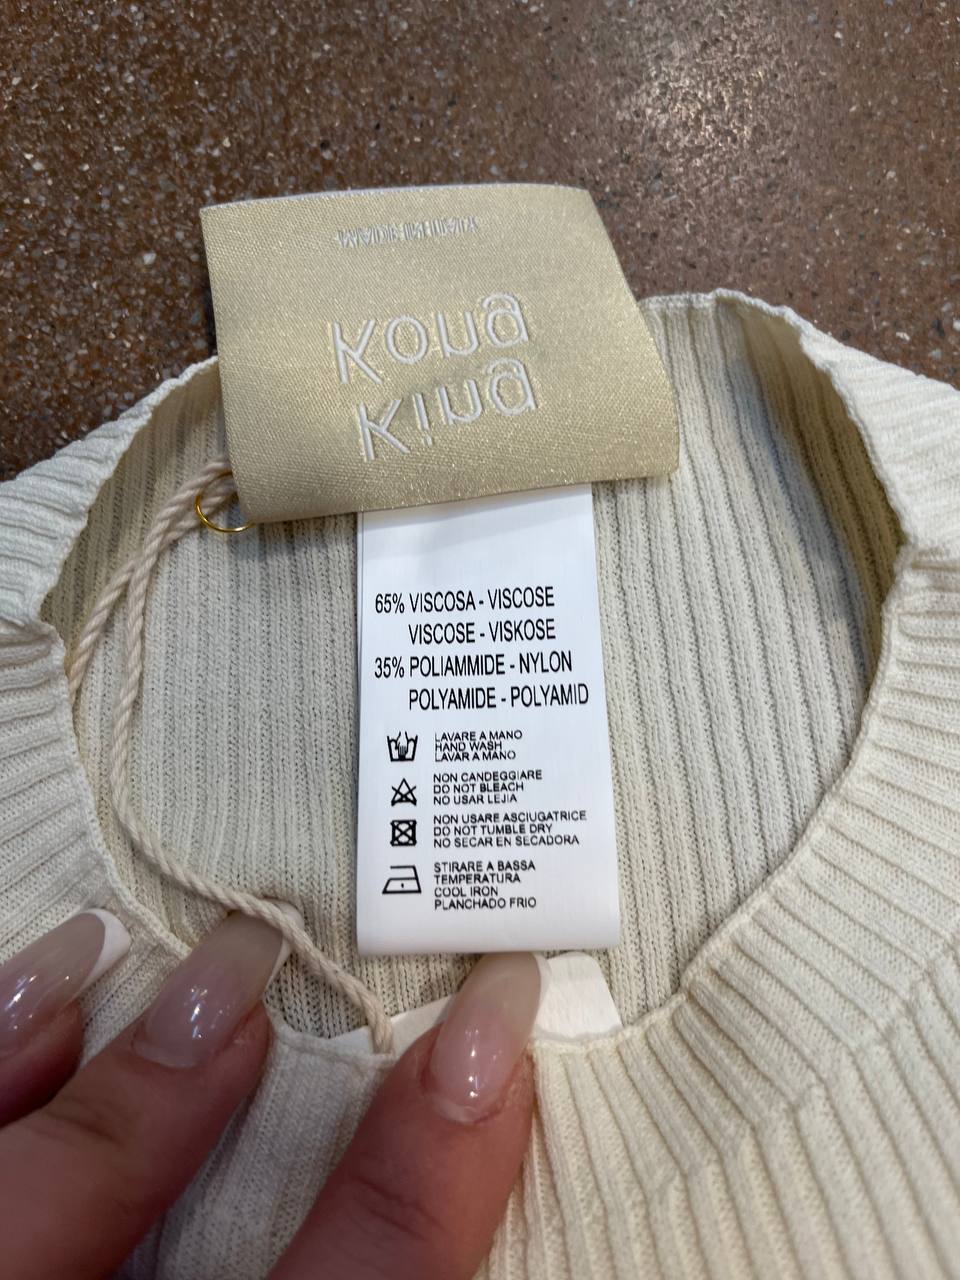 Koua
Kiua
65% VISCOSA - VISCOSE
VISCOSE - VISKOSE
35% POLIAMMIDE - NYLON
POLYAMIDE - POLYAMID
LAVARE A MANO
HAND WASH
LAVAR A MANO
NON CANDEGGIARE
DO NOT BLEACH
NO USAR LEJIA
NON USARE ASCIUGATRICE
DO NOT TUMBLE DRY
NO SECAR EN SECADORA
STIRARE A BASSA
TEMPERATURA
COOL IRON
PLANCHADO FRIO